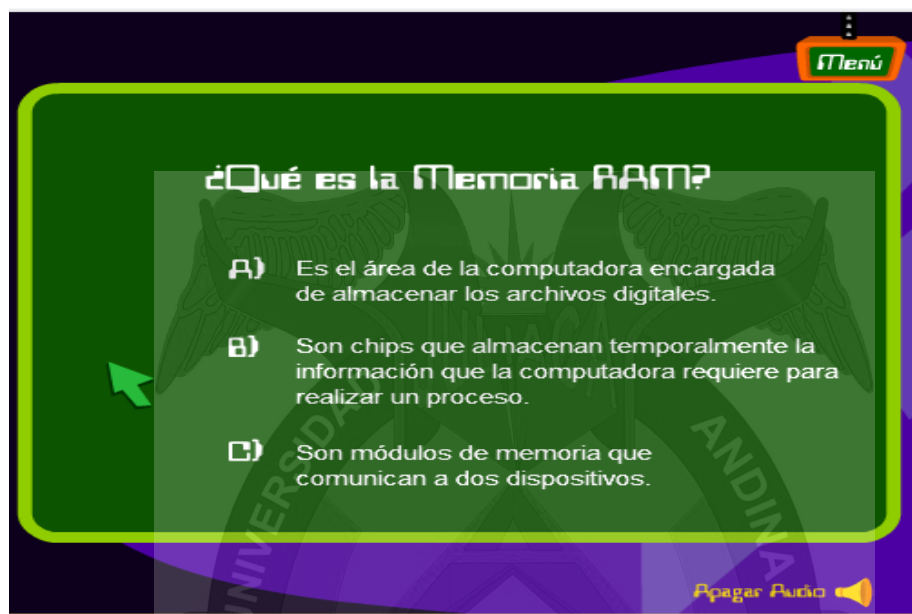 Menú
¿Qué es la Memoria RAM?
A) Es el área de la computadora encargada
de almacenar los archivos digitales.
B) Son chips que almacenan temporalmente la
información que la computadora requiere para
realizar un proceso.
C) Son módulos de memoria que
comunican a dos dispositivos.
UNIVERSIDAD ANDINA
Apagar Audio